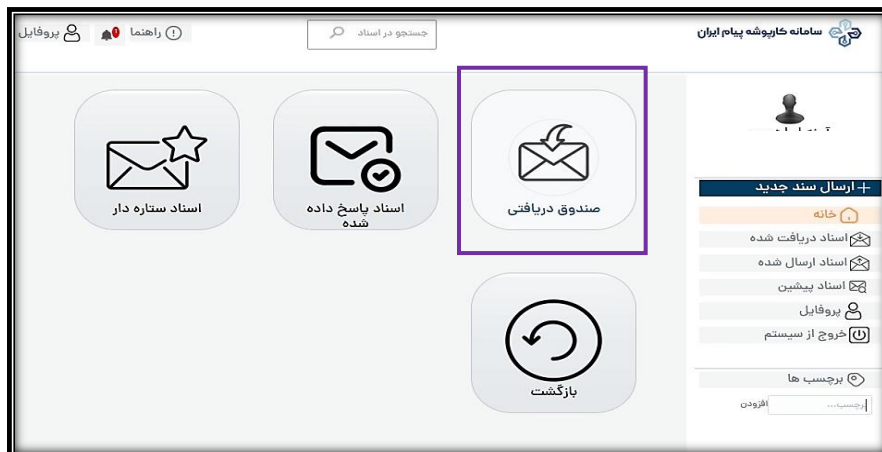 سامانه کارپوشه پیام ایران
جستجو در اسناد
راهنما
پروفایل
ارسال سند جدید
خانه
اسناد دریافت شده
اسناد ارسال شده
اسناد پیشین
پروفایل
خروج از سیستم
برچسب ها
برچسب...
افزودن
صندوق دریافتی
اسناد پاسخ داده
شده
اسناد ستاره دار
بازگشت